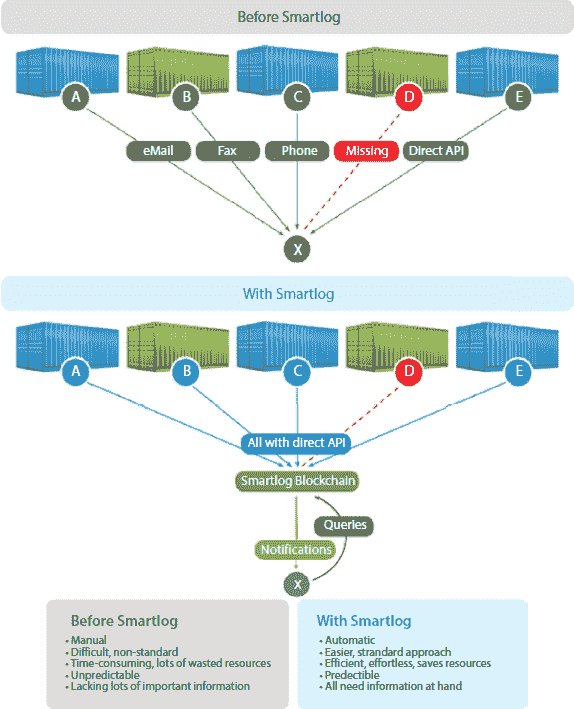 Before Smartlog
A B C D E
eMail Fax Phone Missing Direct API
X
With Smartlog
A B C D E
All with direct API
Smartlog Blockchain
Queries
Notifications
X
Before Smartlog
• Manual
• Difficult, non-standard
• Time-consuming, lots of wasted resources
• Unpredictable
• Lacking lots of important information
With Smartlog
• Automatic
• Easier, strandard approach
• Efficient, effortless, saves resources
• Predectible
• All need information at hand